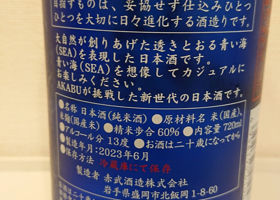 目指すものは、妥協せず仕込みひとつ
ひとつを大切に日々進化する酒造りです。
大自然が創りあげた透きとおる青い海
(SEA)を表現した日本酒です。
青い海(SEA)を想像してカジュアルに
お楽しみください。
AKABUが挑戦した新世代の日本酒です。
●名称 日本酒(純米酒) ●原材料名 米(国産)、
米麹(国産米) ●精米歩合 60% ●内容量 720ml
●アルコール分 13度 ●お酒は二十歳になってから
●保存方法 冷蔵にて保存
製造年月:2023年6月
製造者 赤武酒造株式会社
岩手県盛岡市北飯岡1-8-60